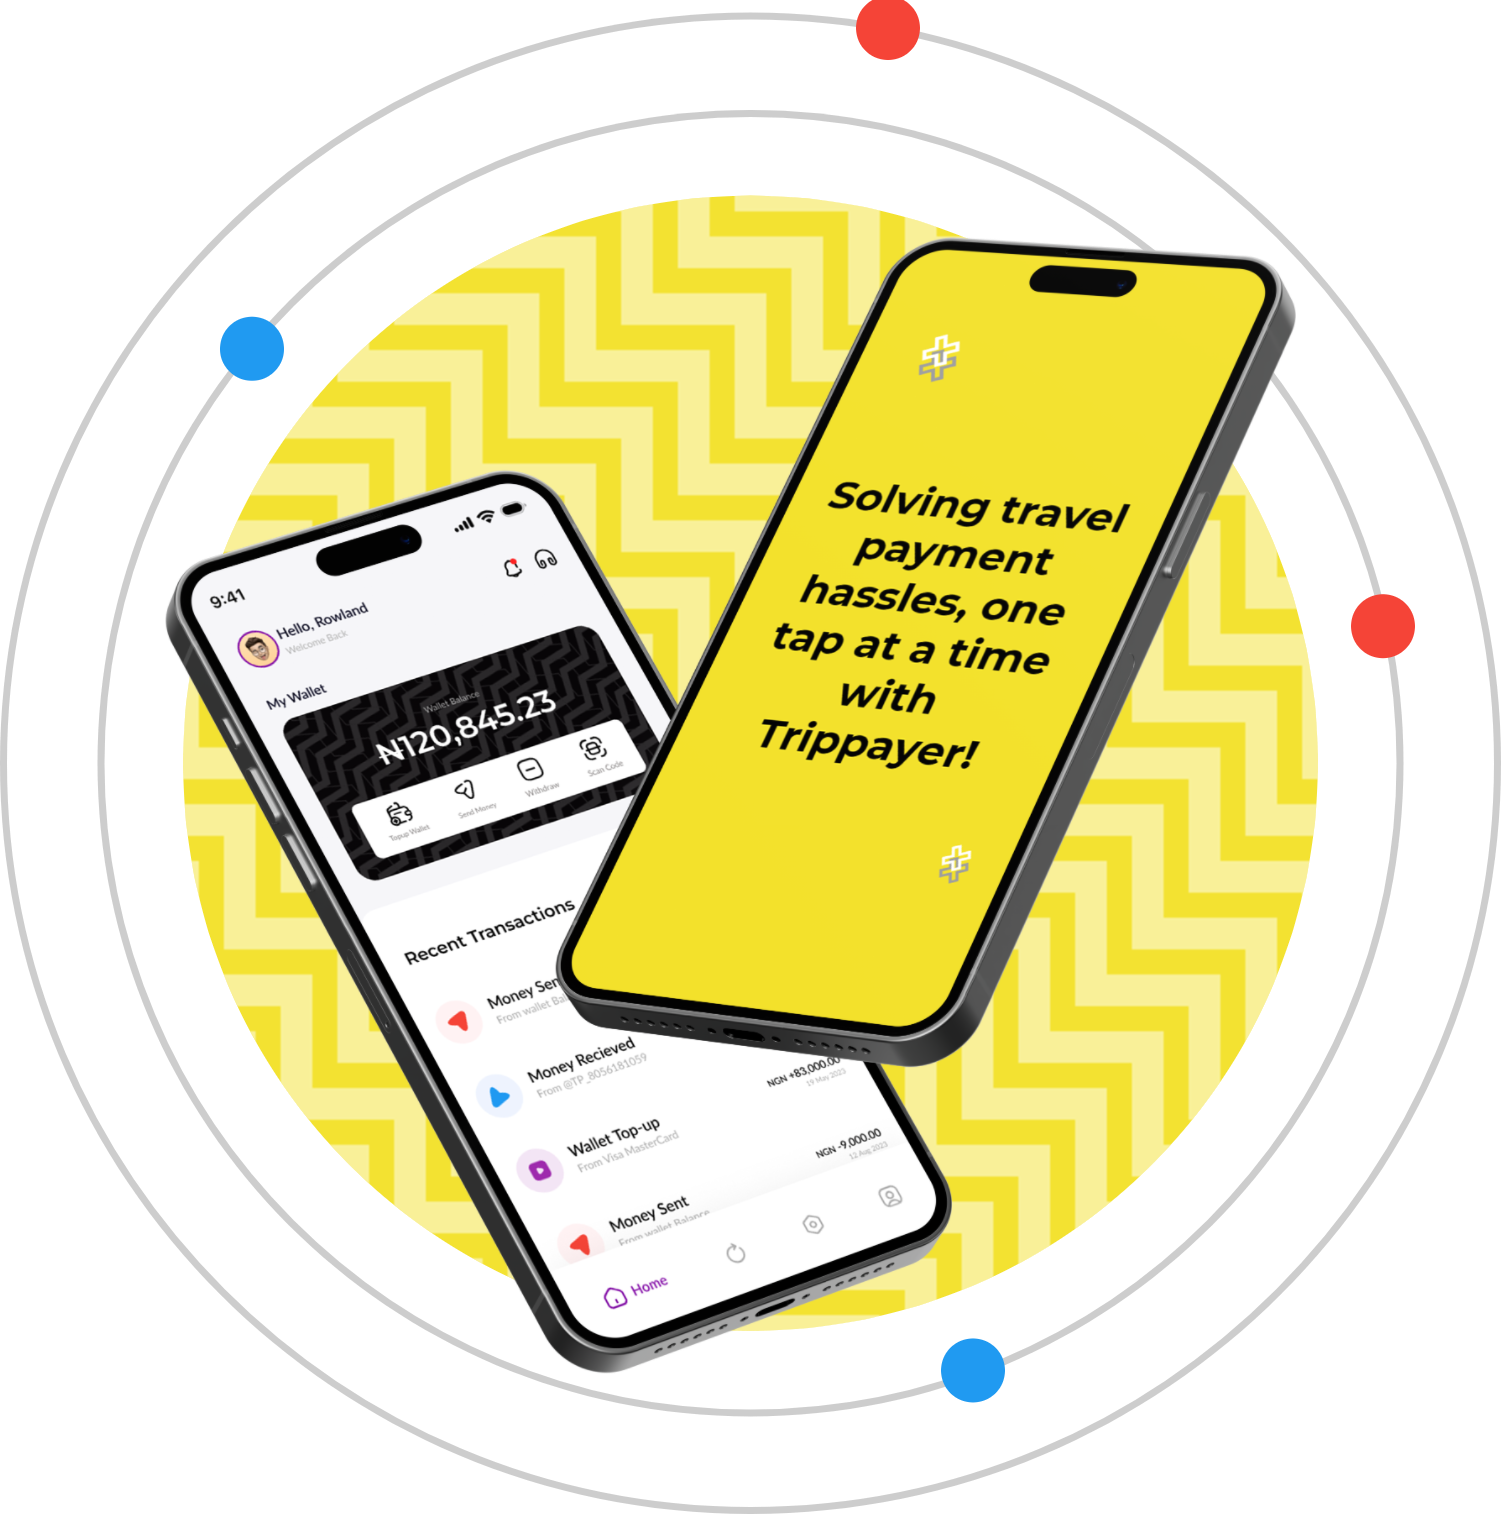 9:41
Hello, Rowland
Welcome Back
My Wallet
Wallet Balance
₦120,845.23
Topup Wallet
Send Money
Withdraw
Scan Code
Recent Transactions
Money Sen
From wallet Bal
Money Recieved
From @TP_8056181059
NGN +83,000.00
19 May 2023
Wallet Top-up
From Visa MasterCard
NGN -9,000.00
12 Aug 2023
Money Sent
From wallet Balance
Home
Solving travel
payment
hassles, one
tap at a time
with
Trippayer!